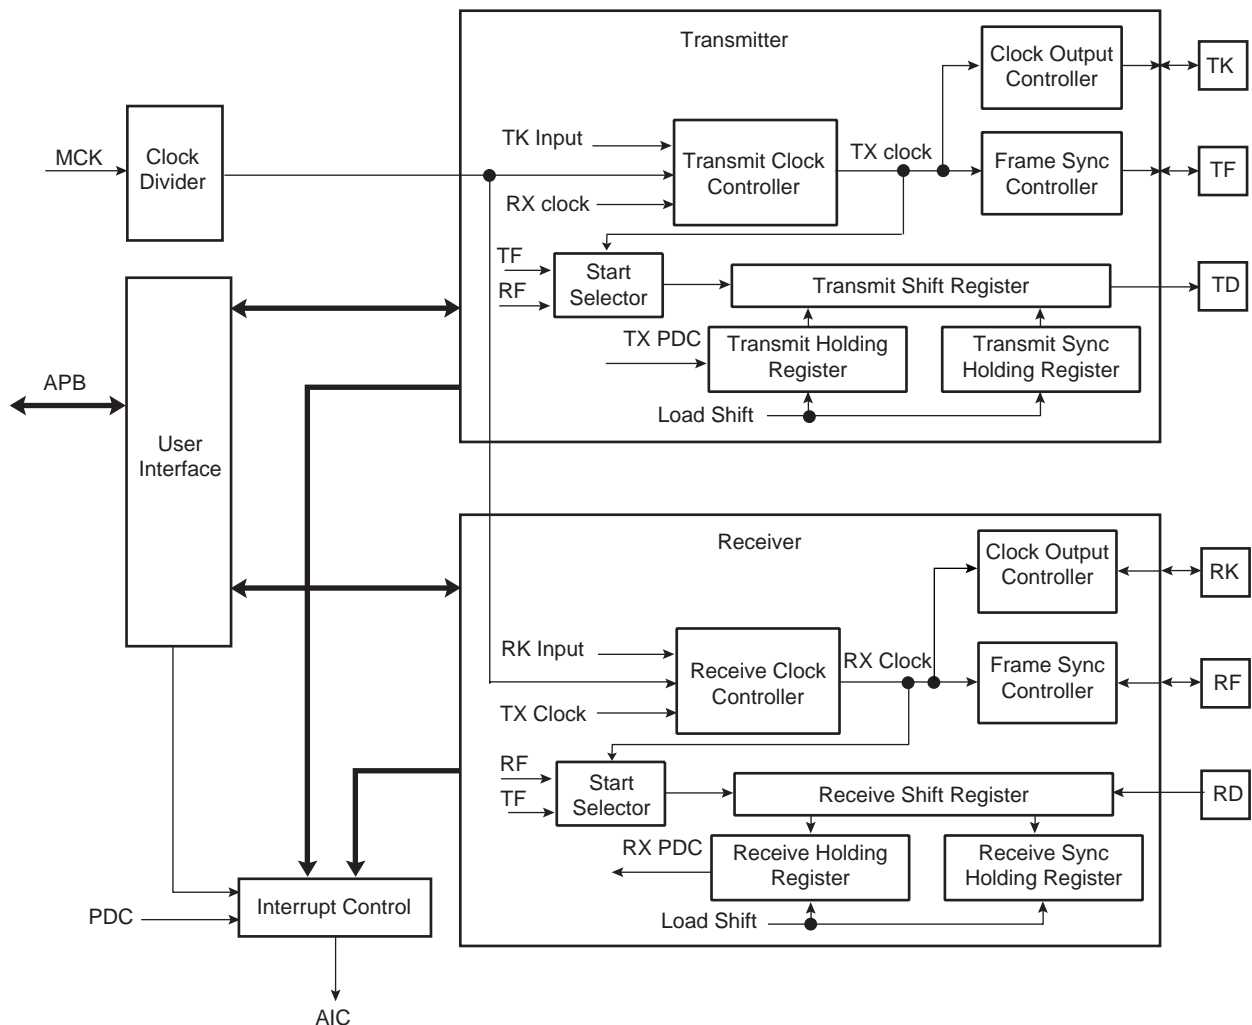 Transmitter
Clock Output
Controller
TK
MCK
Clock
Divider
TK Input
Transmit Clock
Controller
TX clock
Frame Sync
Controller
TF
RX clock
TF
RF
Start
Selector
Transmit Shift Register
TD
TX PDC
Transmit Holding
Register
Transmit Sync
Holding Register
Load Shift
APB
User
Interface
Receiver
Clock Output
Controller
RK
RK Input
Receive Clock
Controller
RX Clock
Frame Sync
Controller
RF
TX Clock
RF
TF
Start
Selector
Receive Shift Register
RD
RX PDC
Receive Holding
Register
Receive Sync
Holding Register
Load Shift
Interrupt Control
PDC
AIC